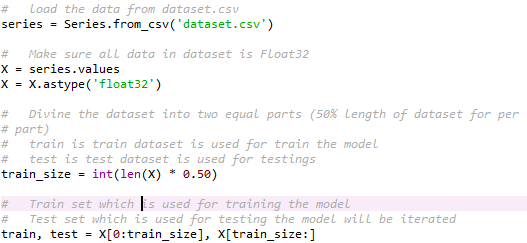 #   load the data from dataset.csv
series = Series.from_csv('dataset.csv')
#   Make sure all data in dataset is Float32
X = series.values
X = X.astype('float32')
#   Divine the dataset into two equal parts (50% length of dataset for per
# part)
#   train is train dataset is used for train the model
#   test is test dataset is used for testings
train_size = int(len(X) * 0.50)
#   Train set which is used for training the model
#   Test set which is used for testing the model will be iterated
train, test = X[0:train_size], X[train_size:]